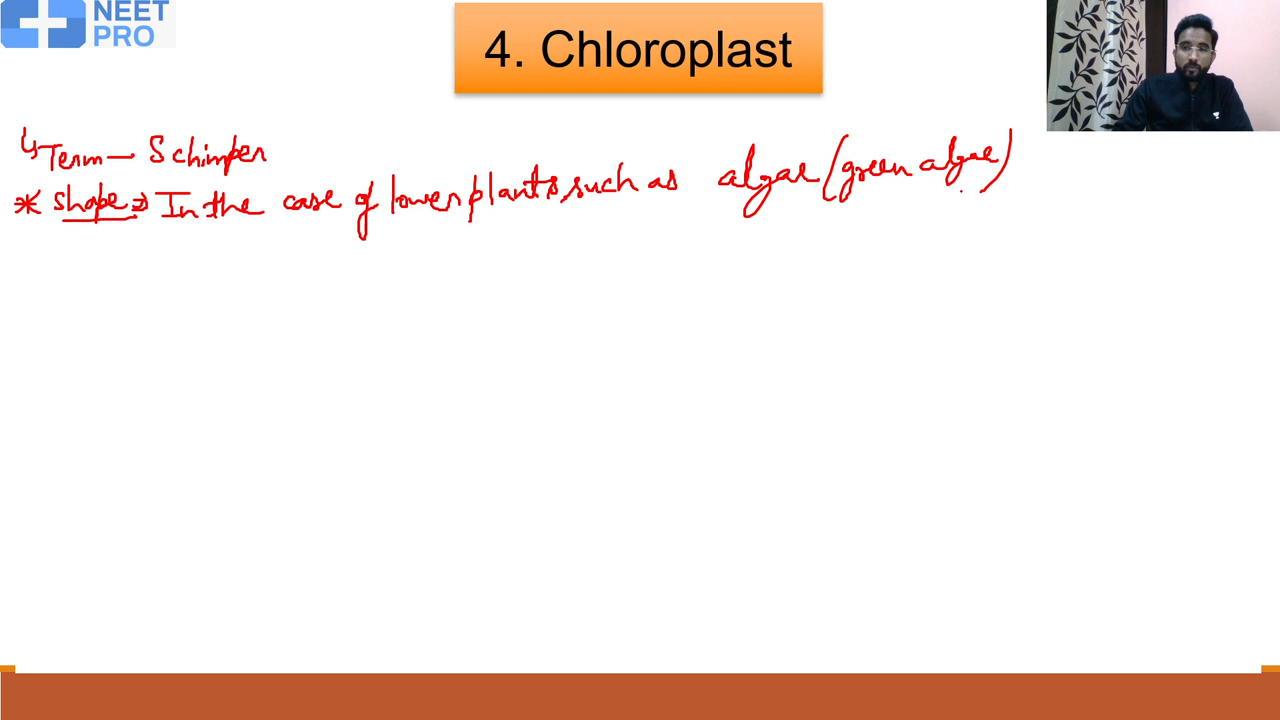 NEET
PRO
4. Chloroplast
↳ Term — Schimper
* Shape ⇒ In the case of lower plants, such as algae (green algae)